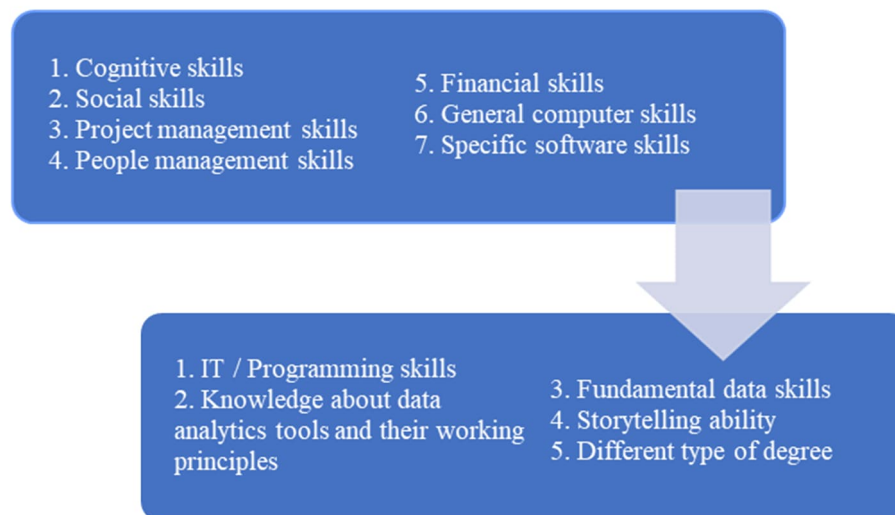 1. Cognitive skills
2. Social skills
3. Project management skills
4. People management skills
5. Financial skills
6. General computer skills
7. Specific software skills
1. IT / Programming skills
2. Knowledge about data
analytics tools and their working
principles
3. Fundamental data skills
4. Storytelling ability
5. Different type of degree